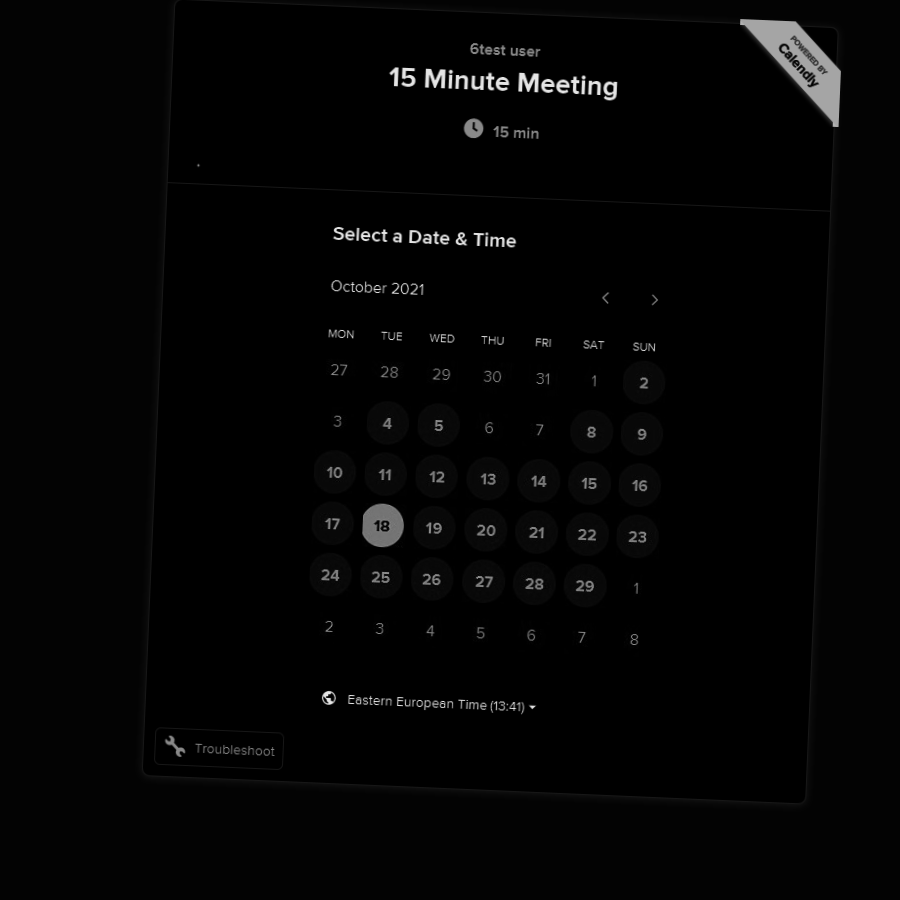 6test user
15 Minute Meeting
15 min
POWERED BY
Calendly
Select a Date & Time
October 2021
MON TUE WED THU FRI SAT SUN
27 28 29 30 31 1 2
3 4 5 6 7 8 9
10 11 12 13 14 15 16
17 18 19 20 21 22 23
24 25 26 27 28 29 1
2 3 4 5 6 7 8
Eastern European Time (13:41)
Troubleshoot